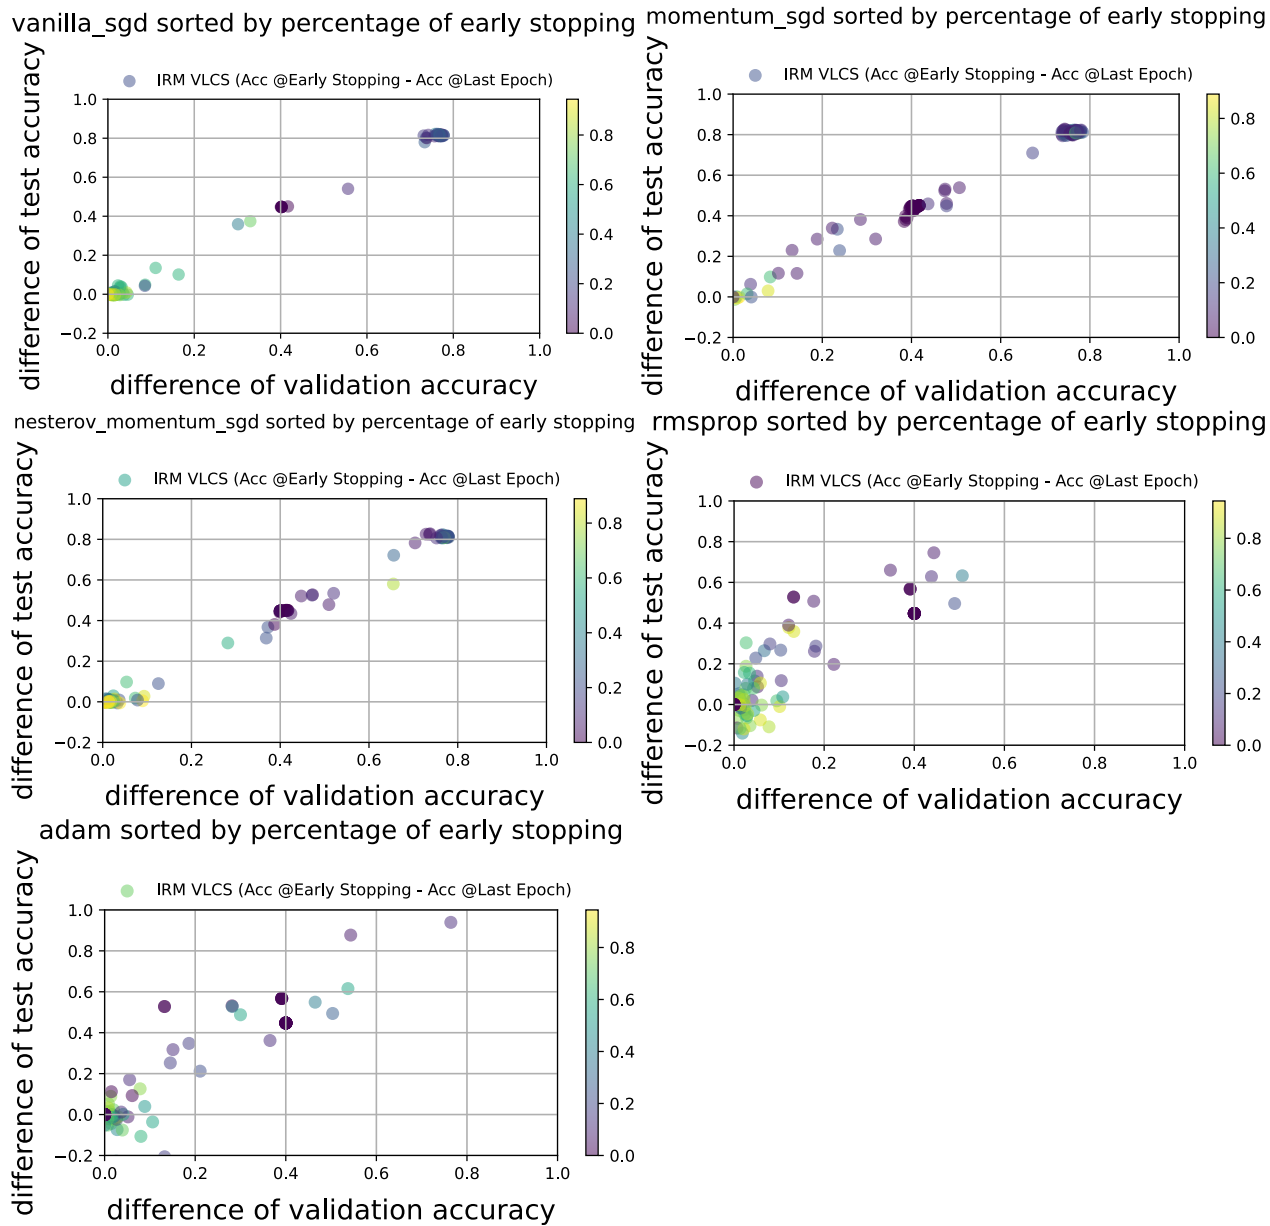 vanilla_sgd sorted by percentage of early stopping
IRM VLCS (Acc @Early Stopping - Acc @Last Epoch)
difference of test accuracy
1.0
0.8
0.6
0.4
0.2
0.0
−0.2
0.0 0.2 0.4 0.6 0.8 1.0
difference of validation accuracy
0.8
0.6
0.4
0.2
0.0
momentum_sgd sorted by percentage of early stopping
IRM VLCS (Acc @Early Stopping - Acc @Last Epoch)
difference of test accuracy
1.0
0.8
0.6
0.4
0.2
0.0
−0.2
0.0 0.2 0.4 0.6 0.8 1.0
difference of validation accuracy
0.8
0.6
0.4
0.2
0.0
nesterov_momentum_sgd sorted by percentage of early stopping
IRM VLCS (Acc @Early Stopping - Acc @Last Epoch)
difference of test accuracy
1.0
0.8
0.6
0.4
0.2
0.0
−0.2
0.0 0.2 0.4 0.6 0.8 1.0
difference of validation accuracy
0.8
0.6
0.4
0.2
0.0
rmsprop sorted by percentage of early stopping
IRM VLCS (Acc @Early Stopping - Acc @Last Epoch)
difference of test accuracy
1.0
0.8
0.6
0.4
0.2
0.0
−0.2
0.0 0.2 0.4 0.6 0.8 1.0
difference of validation accuracy
0.8
0.6
0.4
0.2
0.0
adam sorted by percentage of early stopping
IRM VLCS (Acc @Early Stopping - Acc @Last Epoch)
difference of test accuracy
1.0
0.8
0.6
0.4
0.2
0.0
−0.2
0.0 0.2 0.4 0.6 0.8 1.0
difference of validation accuracy
0.8
0.6
0.4
0.2
0.0